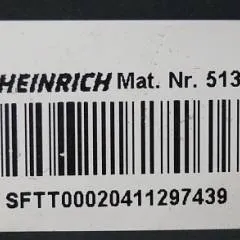 HEINRICH Mat. Nr. 513
SFTT00020411297439